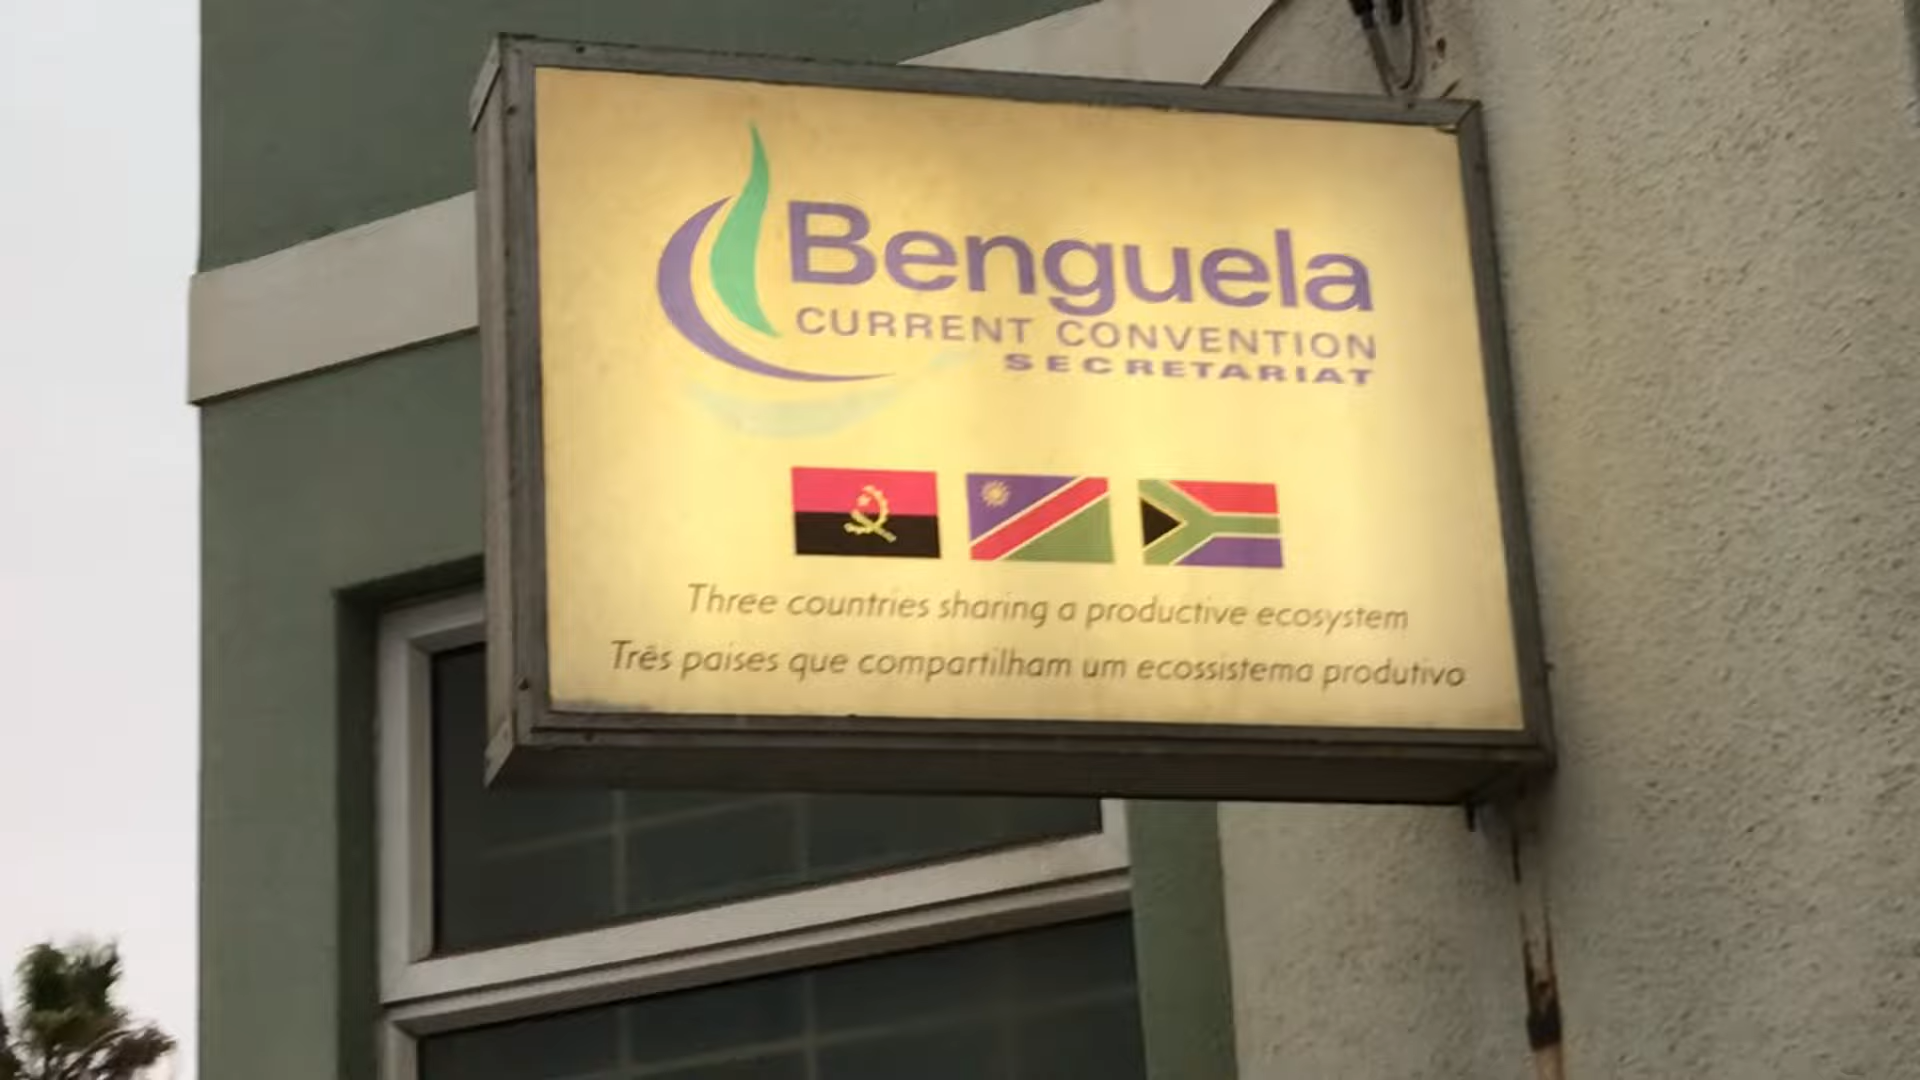 Benguela
CURRENT CONVENTION
SECRETARIAT
Three countries sharing a productive ecosystem
Três paises que compartilham um ecossistema produtivo